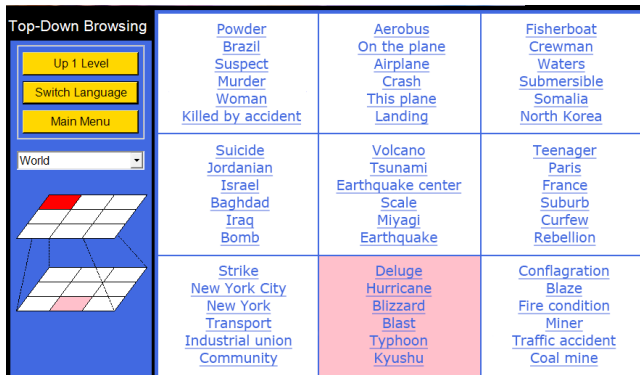 Top-Down Browsing
Up 1 Level
Switch Language
Main Menu
World
Powder
Brazil
Suspect
Murder
Woman
Killed by accident
Aerobus
On the plane
Airplane
Crash
This plane
Landing
Fisherboat
Crewman
Waters
Submersible
Somalia
North Korea
Suicide
Jordanian
Israel
Baghdad
Iraq
Bomb
Volcano
Tsunami
Earthquake center
Scale
Miyagi
Earthquake
Teenager
Paris
France
Suburb
Curfew
Rebellion
Strike
New York City
New York
Transport
Industrial union
Community
Deluge
Hurricane
Blizzard
Blast
Typhoon
Kyushu
Conflagration
Blaze
Fire condition
Miner
Traffic accident
Coal mine